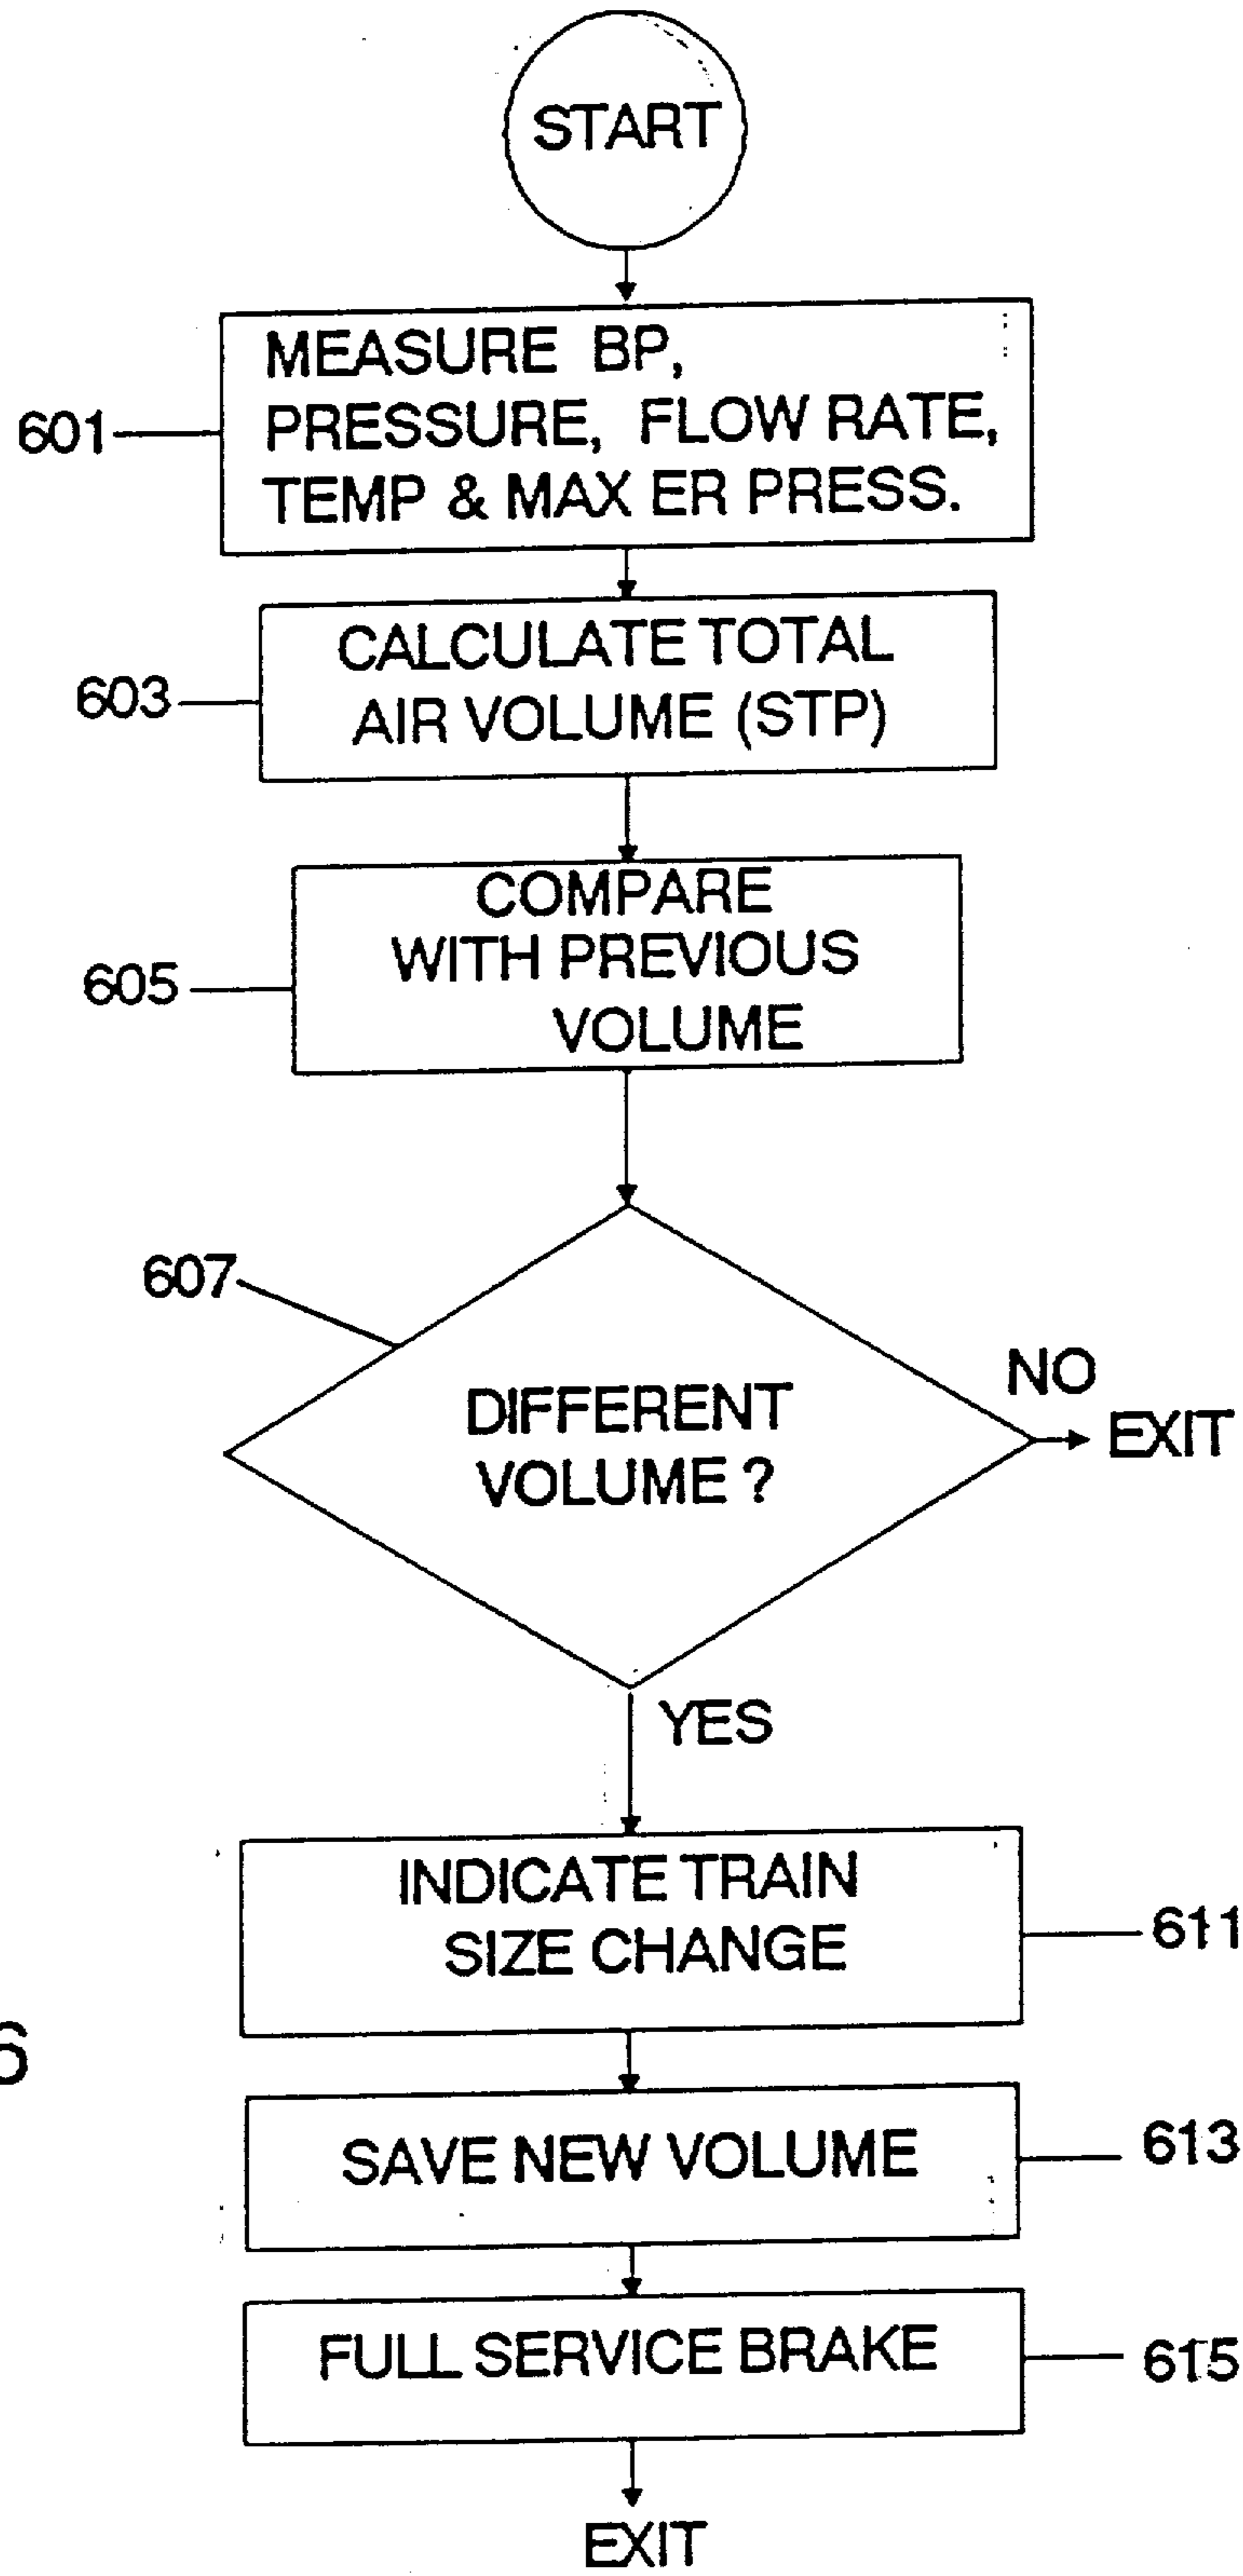 START
601
MEASURE BP,
PRESSURE, FLOW RATE,
TEMP & MAX ER PRESS.
603
CALCULATE TOTAL
AIR VOLUME (STP)
605
COMPARE
WITH PREVIOUS
VOLUME
607
DIFFERENT
VOLUME ?
NO
EXIT
YES
INDICATE TRAIN
SIZE CHANGE
611
6
SAVE NEW VOLUME
613
FULL SERVICE BRAKE
615
EXIT